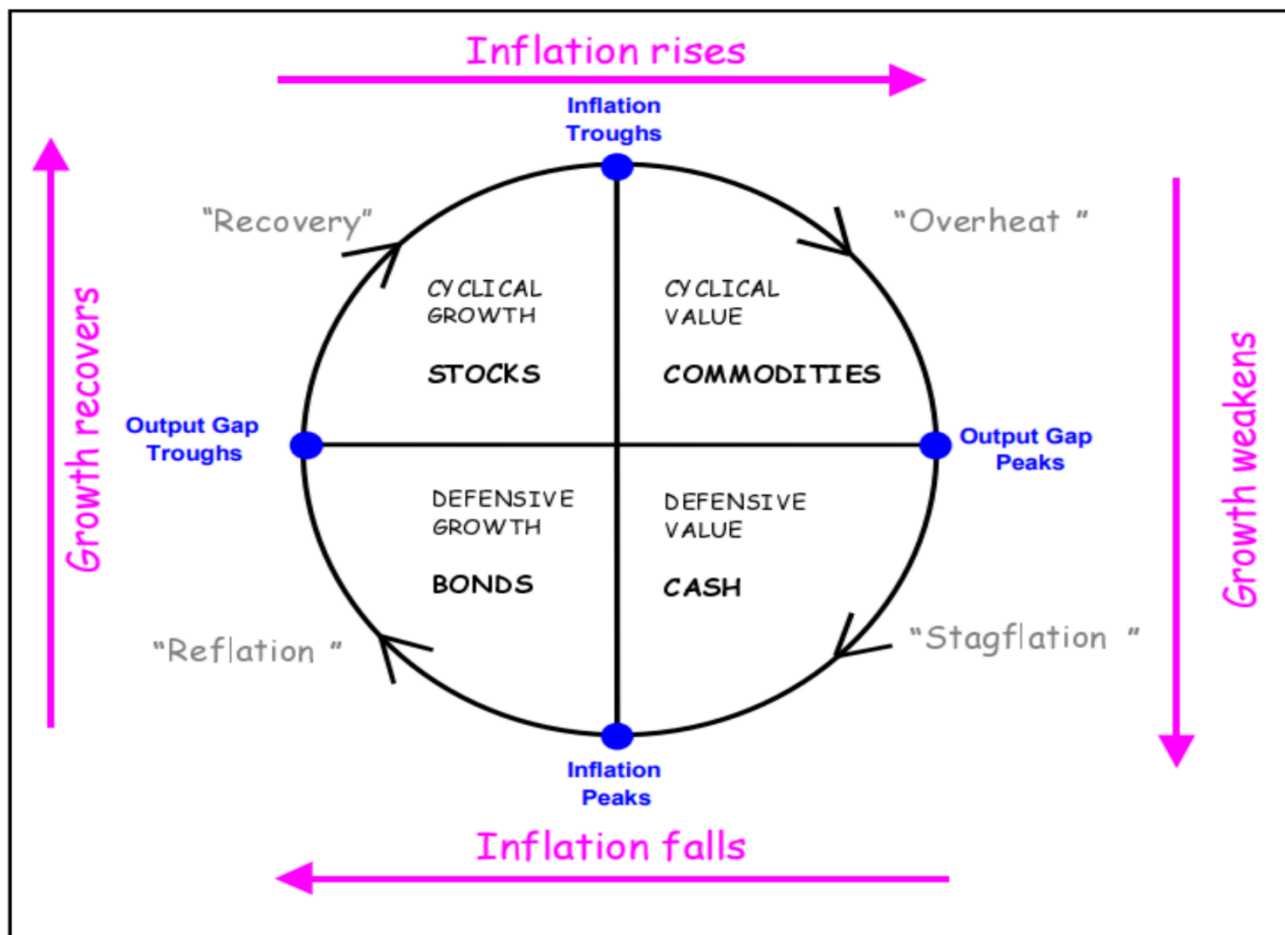 Inflation rises
Inflation
Troughs
"Recovery"
"Overheat "
CYCLICAL
GROWTH
STOCKS
CYCLICAL
VALUE
COMMODITIES
Growth recovers
Output Gap
Troughs
Output Gap
Peaks
Growth weakens
DEFENSIVE
GROWTH
BONDS
DEFENSIVE
VALUE
CASH
"Reflation "
"Stagflation "
Inflation
Peaks
Inflation falls